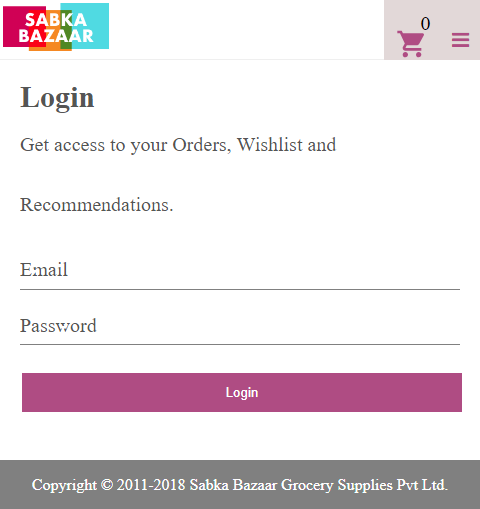 SABKA
BAZAAR
0
Login
Get access to your Orders, Wishlist and
Recommendations.
Email
Password
Login
Copyright © 2011-2018 Sabka Bazaar Grocery Supplies Pvt Ltd.